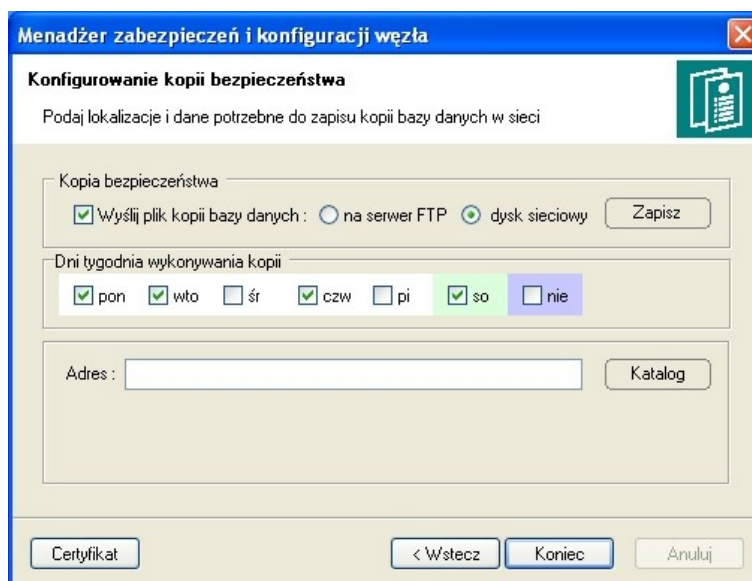 Menadżer zabezpieczeń i konfiguracji węzła
Konfigurowanie kopii bezpieczeństwa
Podaj lokalizacje i dane potrzebne do zapisu kopii bazy danych w sieci
Kopia bezpieczeństwa
Wyślij plik kopii bazy danych : na serwer FTP dysk sieciowy Zapisz
Dni tygodnia wykonywania kopii
pon wto śr czw pi so nie
Adres : Katalog
Certyfikat < Wstecz Koniec Anuluj